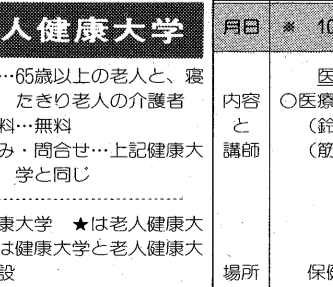 人健康大学
…65歳以上の老人と、寝
たきり老人の介護者
料…無料
み・問合せ…上記健康大
学と同じ
康大学 ★は老人健康大
は健康大学と老人健康大
設
月日 ※ 10
内容
と
講師
医
○医療
(鈴
(筋
場所
保健